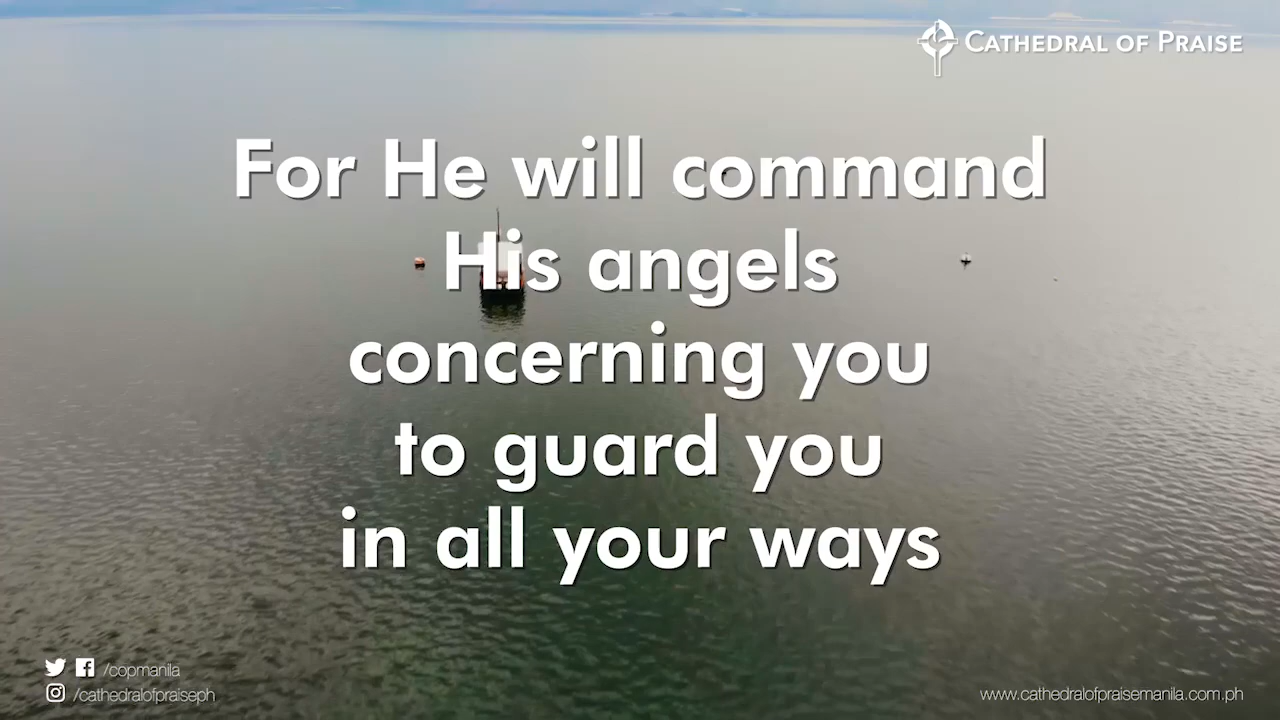 CATHEDRAL OF PRAISE
For He will command
His angels
concerning you
to guard you
in all your ways
/copmanila
/cathedralofpraiseph
www.cathedralofpraisemanila.com.ph